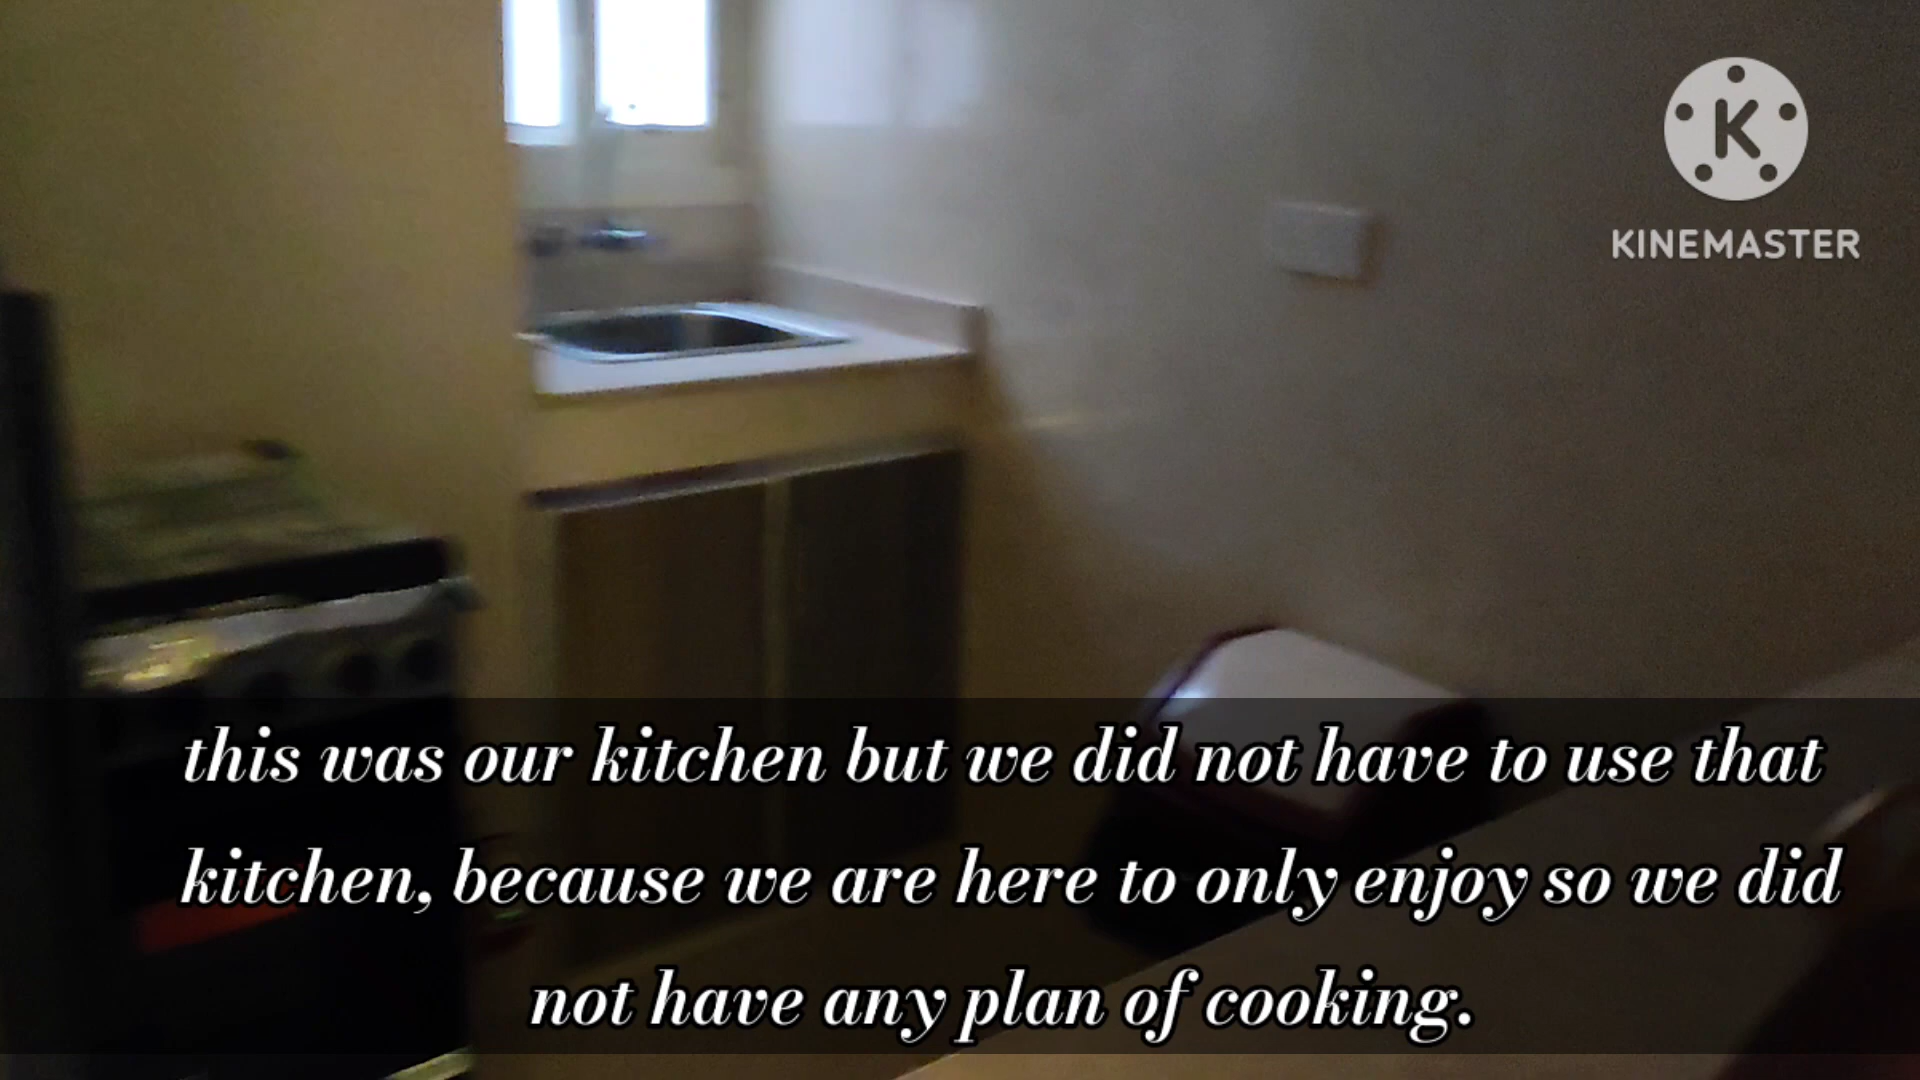 K
KINEMASTER
this was our kitchen but we did not have to use that
kitchen, because we are here to only enjoy so we did
not have any plan of cooking.